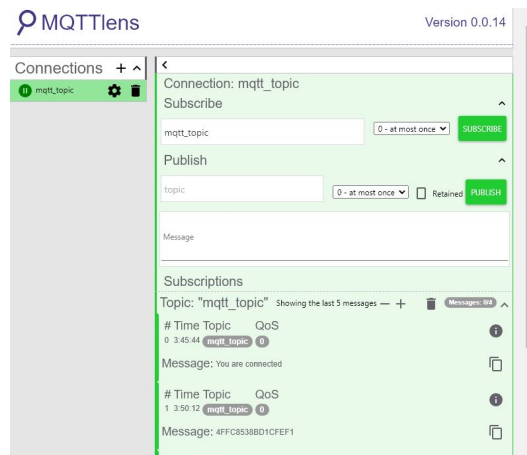 MQTTlens
Version 0.0.14
Connections + ^
mqtt_topic
<
Connection: mqtt_topic
Subscribe
mqtt_topic
0 - at most once
SUBSCRIBE
Publish
topic
0 - at most once
Retained
PUBLISH
Message
Subscriptions
Topic: "mqtt_topic" Showing the last 5 messages — + Messages: 0/4
# Time Topic QoS
0 3:45:44 mqtt_topic 0
Message: You are connected
# Time Topic QoS
1 3:50:12 mqtt_topic 0
Message: 4FFC8538BD1CFEF1